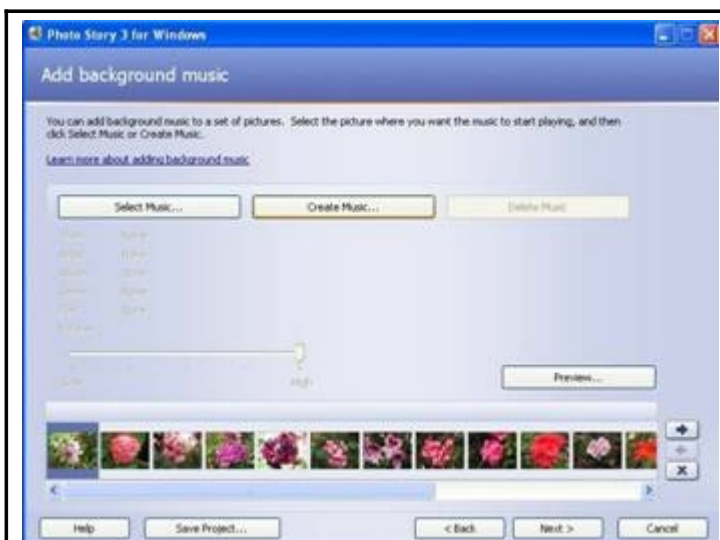 Photo Story 3 for Windows
Add background music
You can add background music to a set of pictures. Select the picture where you want the music to start playing, and then
click Select Music or Create Music.
Learn more about adding background music
Select Music...
Create Music...
Delete Music
High
Preview...
Help
Save Project...
< Back
Next >
Cancel